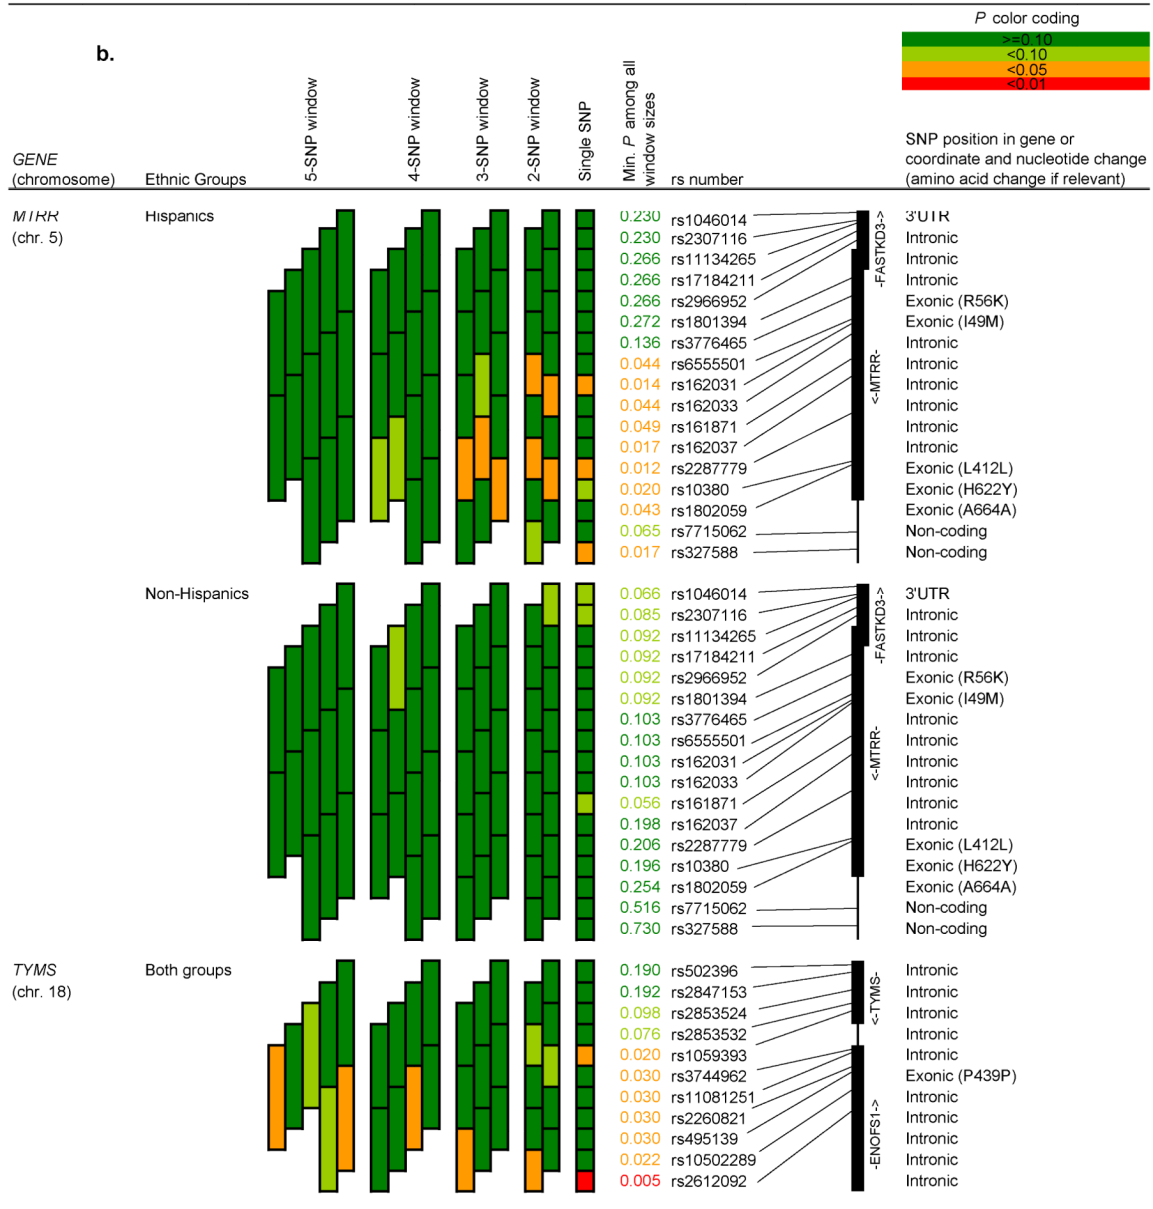 P color coding
>=0.10
<0.10
<0.05
<0.01
b.
5-SNP window
4-SNP window
3-SNP window
2-SNP window
Single SNP
Min. P among all
window sizes
GENE
(chromosome)
Ethnic Groups
rs number
SNP position in gene or
coordinate and nucleotide change
(amino acid change if relevant)
MTRR
(chr. 5)
Hispanics
0.230 rs1046014 3'UTR
0.230 rs2307116 Intronic
0.266 rs11134265 Intronic
0.266 rs17184211 Intronic
0.266 rs2966952 Exonic (R56K)
0.272 rs1801394 Exonic (I49M)
0.136 rs3776465 Intronic
0.044 rs6555501 Intronic
0.014 rs162031 Intronic
0.044 rs162033 Intronic
0.049 rs161871 Intronic
0.017 rs162037 Intronic
0.012 rs2287779 Exonic (L412L)
0.020 rs10380 Exonic (H622Y)
0.043 rs1802059 Exonic (A664A)
0.065 rs7715062 Non-coding
0.017 rs327588 Non-coding
-FASTKD3->
<-MTRR-
Non-Hispanics
0.066 rs1046014 3'UTR
0.085 rs2307116 Intronic
0.092 rs11134265 Intronic
0.092 rs17184211 Intronic
0.092 rs2966952 Exonic (R56K)
0.092 rs1801394 Exonic (I49M)
0.103 rs3776465 Intronic
0.103 rs6555501 Intronic
0.103 rs162031 Intronic
0.103 rs162033 Intronic
0.056 rs161871 Intronic
0.198 rs162037 Intronic
0.206 rs2287779 Exonic (L412L)
0.196 rs10380 Exonic (H622Y)
0.254 rs1802059 Exonic (A664A)
0.516 rs7715062 Non-coding
0.730 rs327588 Non-coding
-FASTKD3->
<-MTRR-
TYMS
(chr. 18)
Both groups
0.190 rs502396 Intronic
0.192 rs2847153 Intronic
0.098 rs2853524 Intronic
0.076 rs2853532 Intronic
0.020 rs1059393 Intronic
0.030 rs3744962 Exonic (P439P)
0.030 rs11081251 Intronic
0.030 rs2260821 Intronic
0.030 rs495139 Intronic
0.022 rs10502289 Intronic
0.005 rs2612092 Intronic
<-TYMS-
-ENOFS1->